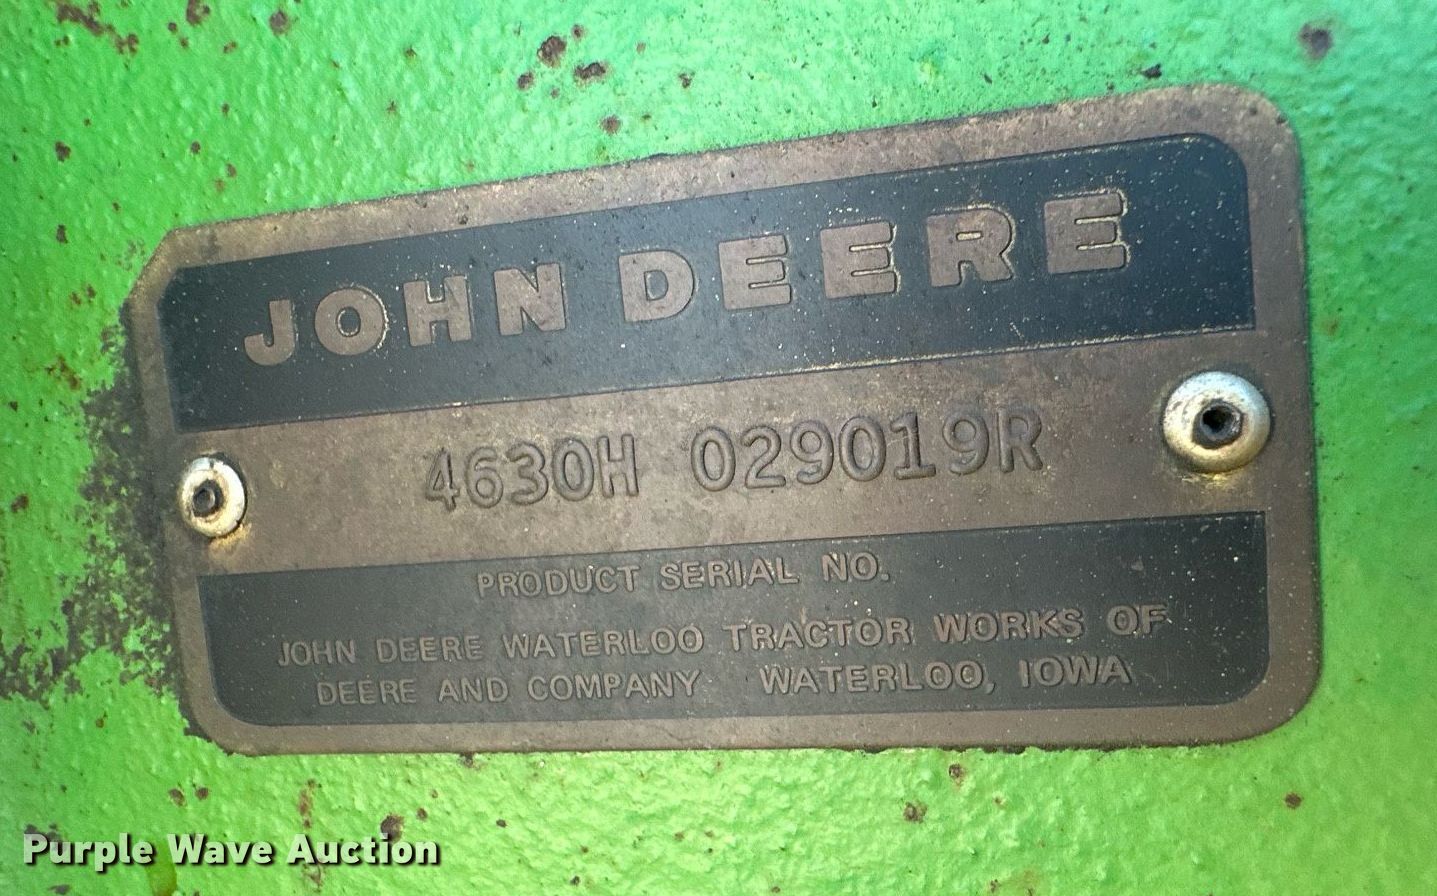 JOHN DEERE
4630H 029019R
PRODUCT SERIAL NO.
JOHN DEERE WATERLOO TRACTOR WORKS OF
DEERE AND COMPANY WATERLOO, IOWA
Purple Wave Auction